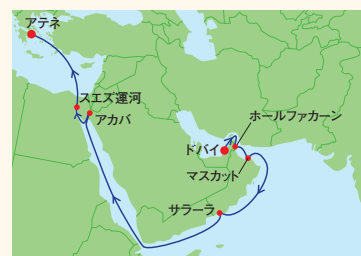 アテネ
スエズ運河
アカバ
ホールファカーン
ドバイ
マスカット
サラーラ